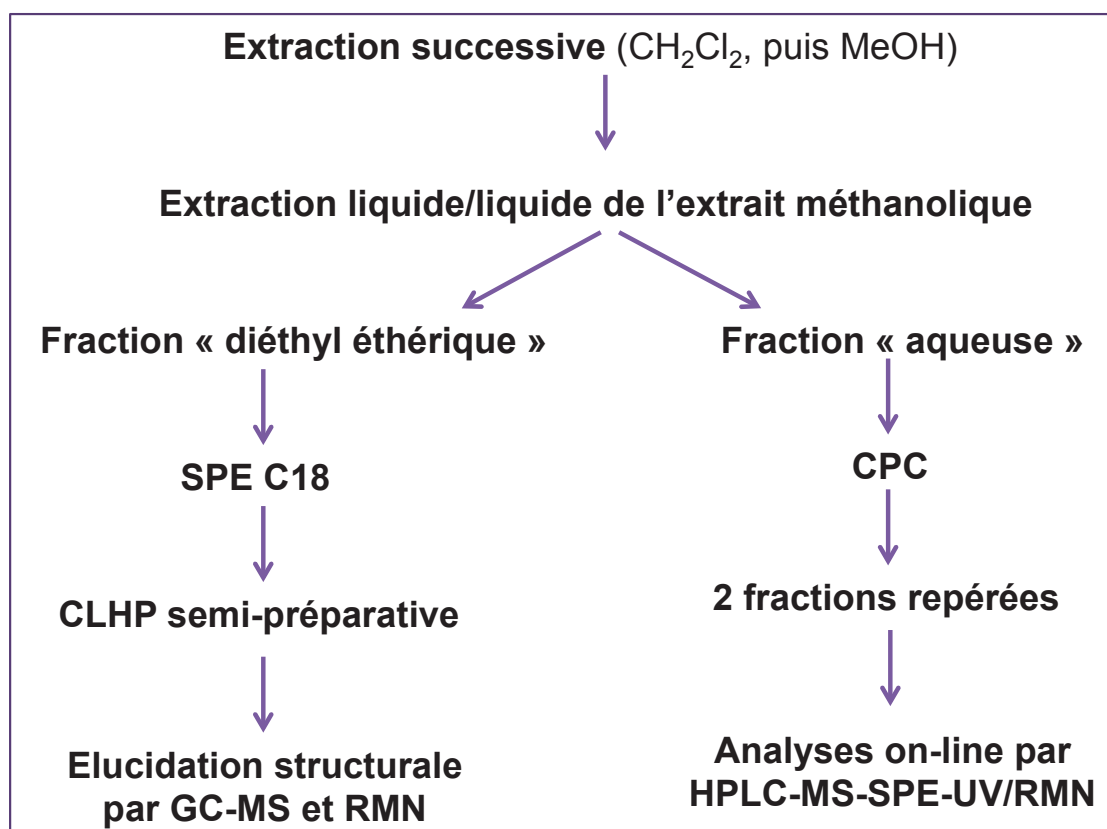 Extraction successive (CH₂Cl₂, puis MeOH)
Extraction liquide/liquide de l'extrait méthanolique
Fraction « diéthyl éthérique »
Fraction « aqueuse »
SPE C18
CPC
CLHP semi-préparative
2 fractions repérées
Elucidation structurale
par GC-MS et RMN
Analyses on-line par
HPLC-MS-SPE-UV/RMN